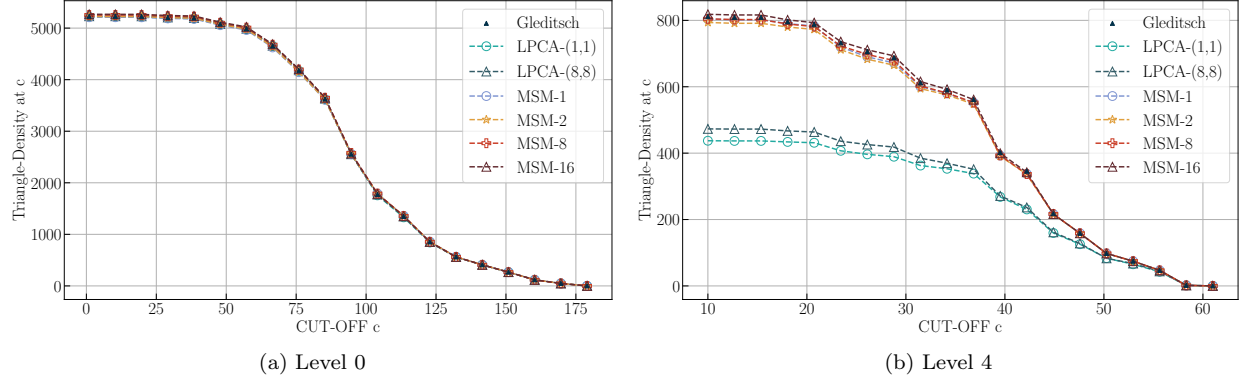 Triangle-Density at c
5000
4000
3000
2000
1000
0
0
25
50
75
100
125
150
175
CUT-OFF c
Gleditsch
LPCA-(1,1)
LPCA-(8,8)
MSM-1
MSM-2
MSM-8
MSM-16
(a) Level 0
Triangle-Density at c
800
600
400
200
0
10
20
30
40
50
60
CUT-OFF c
Gleditsch
LPCA-(1,1)
LPCA-(8,8)
MSM-1
MSM-2
MSM-8
MSM-16
(b) Level 4